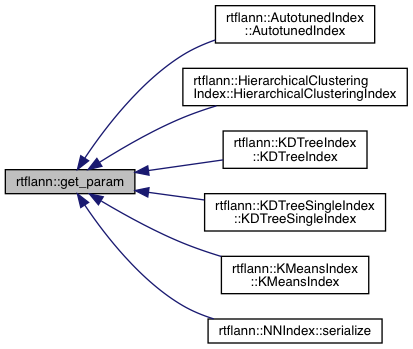 rtflann::AutotunedIndex
::AutotunedIndex
rtflann::HierarchicalClustering
Index::HierarchicalClusteringIndex
rtflann::KDTreeIndex
::KDTreeIndex
rtflann::get_param
rtflann::KDTreeSingleIndex
::KDTreeSingleIndex
rtflann::KMeansIndex
::KMeansIndex
rtflann::NNIndex::serialize